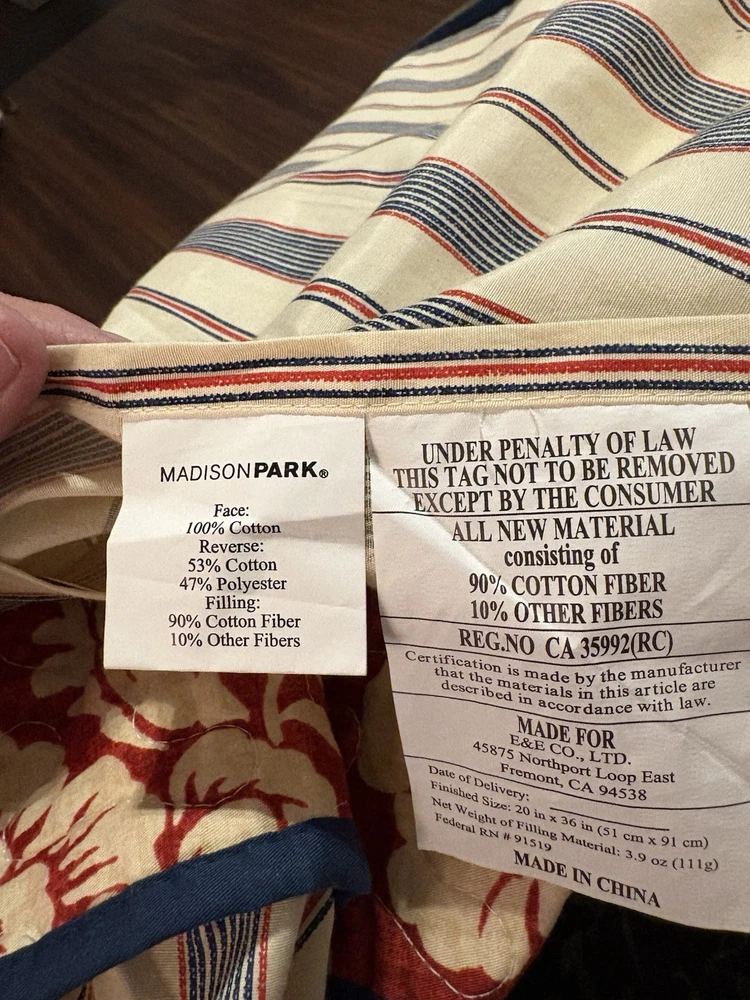 MADISONPARK®
Face:
100% Cotton
Reverse:
53% Cotton
47% Polyester
Filling:
90% Cotton Fiber
10% Other Fibers
UNDER PENALTY OF LAW
THIS TAG NOT TO BE REMOVED
EXCEPT BY THE CONSUMER
ALL NEW MATERIAL
consisting of
90% COTTON FIBER
10% OTHER FIBERS
REG.NO CA 35992(RC)
Certification is made by the manufacturer
that the materials in this article are
described in accordance with law.
MADE FOR
E&E CO., LTD.
45875 Northport Loop East
Fremont, CA 94538
Date of Delivery:
Finished Size: 20 in x 36 in (51 cm x 91 cm)
Net Weight of Filling Material: 3.9 oz (111g)
Federal RN # 91519
MADE IN CHINA